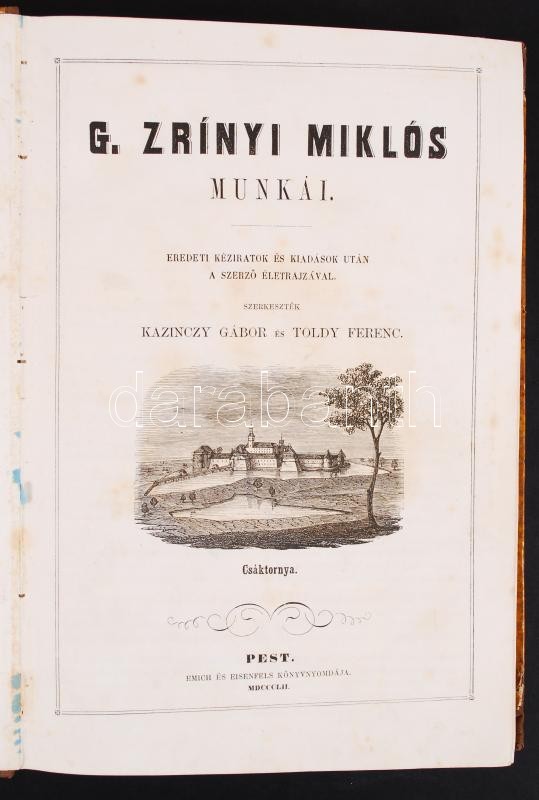 G. ZRÍNYI MIKLÓS
MUNKÁI.
EREDETI KÉZIRATOK ÉS KIADÁSOK UTÁN
A SZERZŐ ÉLETRAJZÁVAL.
SZERKESZTÉK
KAZINCZY GÁBOR ÉS TOLDY FERENC.
darabanth
Csáktornya.
PEST.
EMICH ÉS EISENFELS KÖNYVNYOMDÁJA.
MDCCCLII.